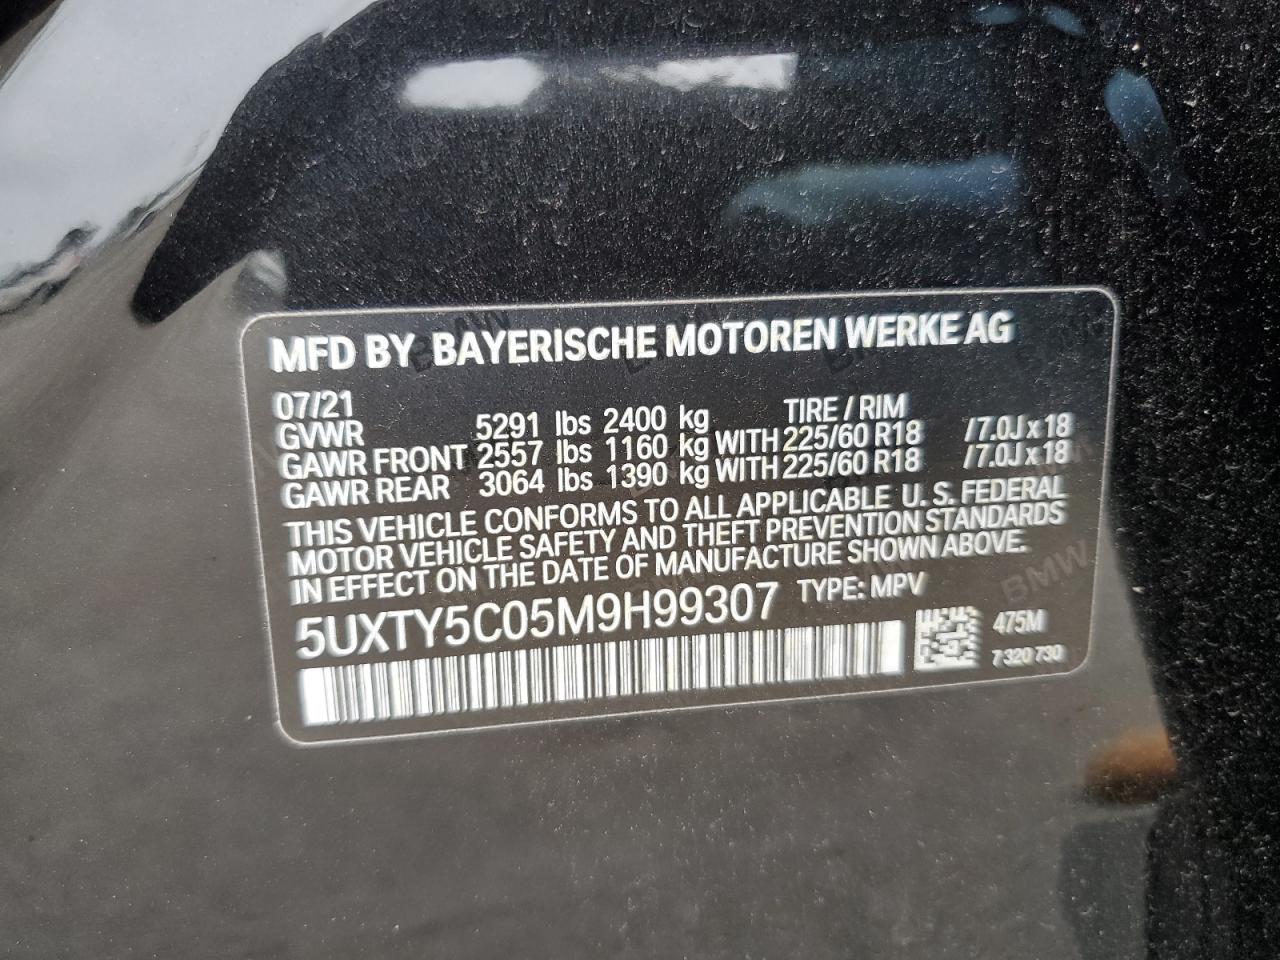 MFD BY BAYERISCHE MOTOREN WERKE AG
07/21 TIRE / RIM
GVWR 5291 lbs 2400 kg
GAWR FRONT 2557 lbs 1160 kg WITH 225/60 R18 /7.0J x 18
GAWR REAR 3064 lbs 1390 kg WITH 225/60 R18 /7.0J x 18
THIS VEHICLE CONFORMS TO ALL APPLICABLE U.S. FEDERAL
MOTOR VEHICLE SAFETY AND THEFT PREVENTION STANDARDS
IN EFFECT ON THE DATE OF MANUFACTURE SHOWN ABOVE.
5UXTY5C05M9H99307 TYPE: MPV
475M
7 320 730
BMW